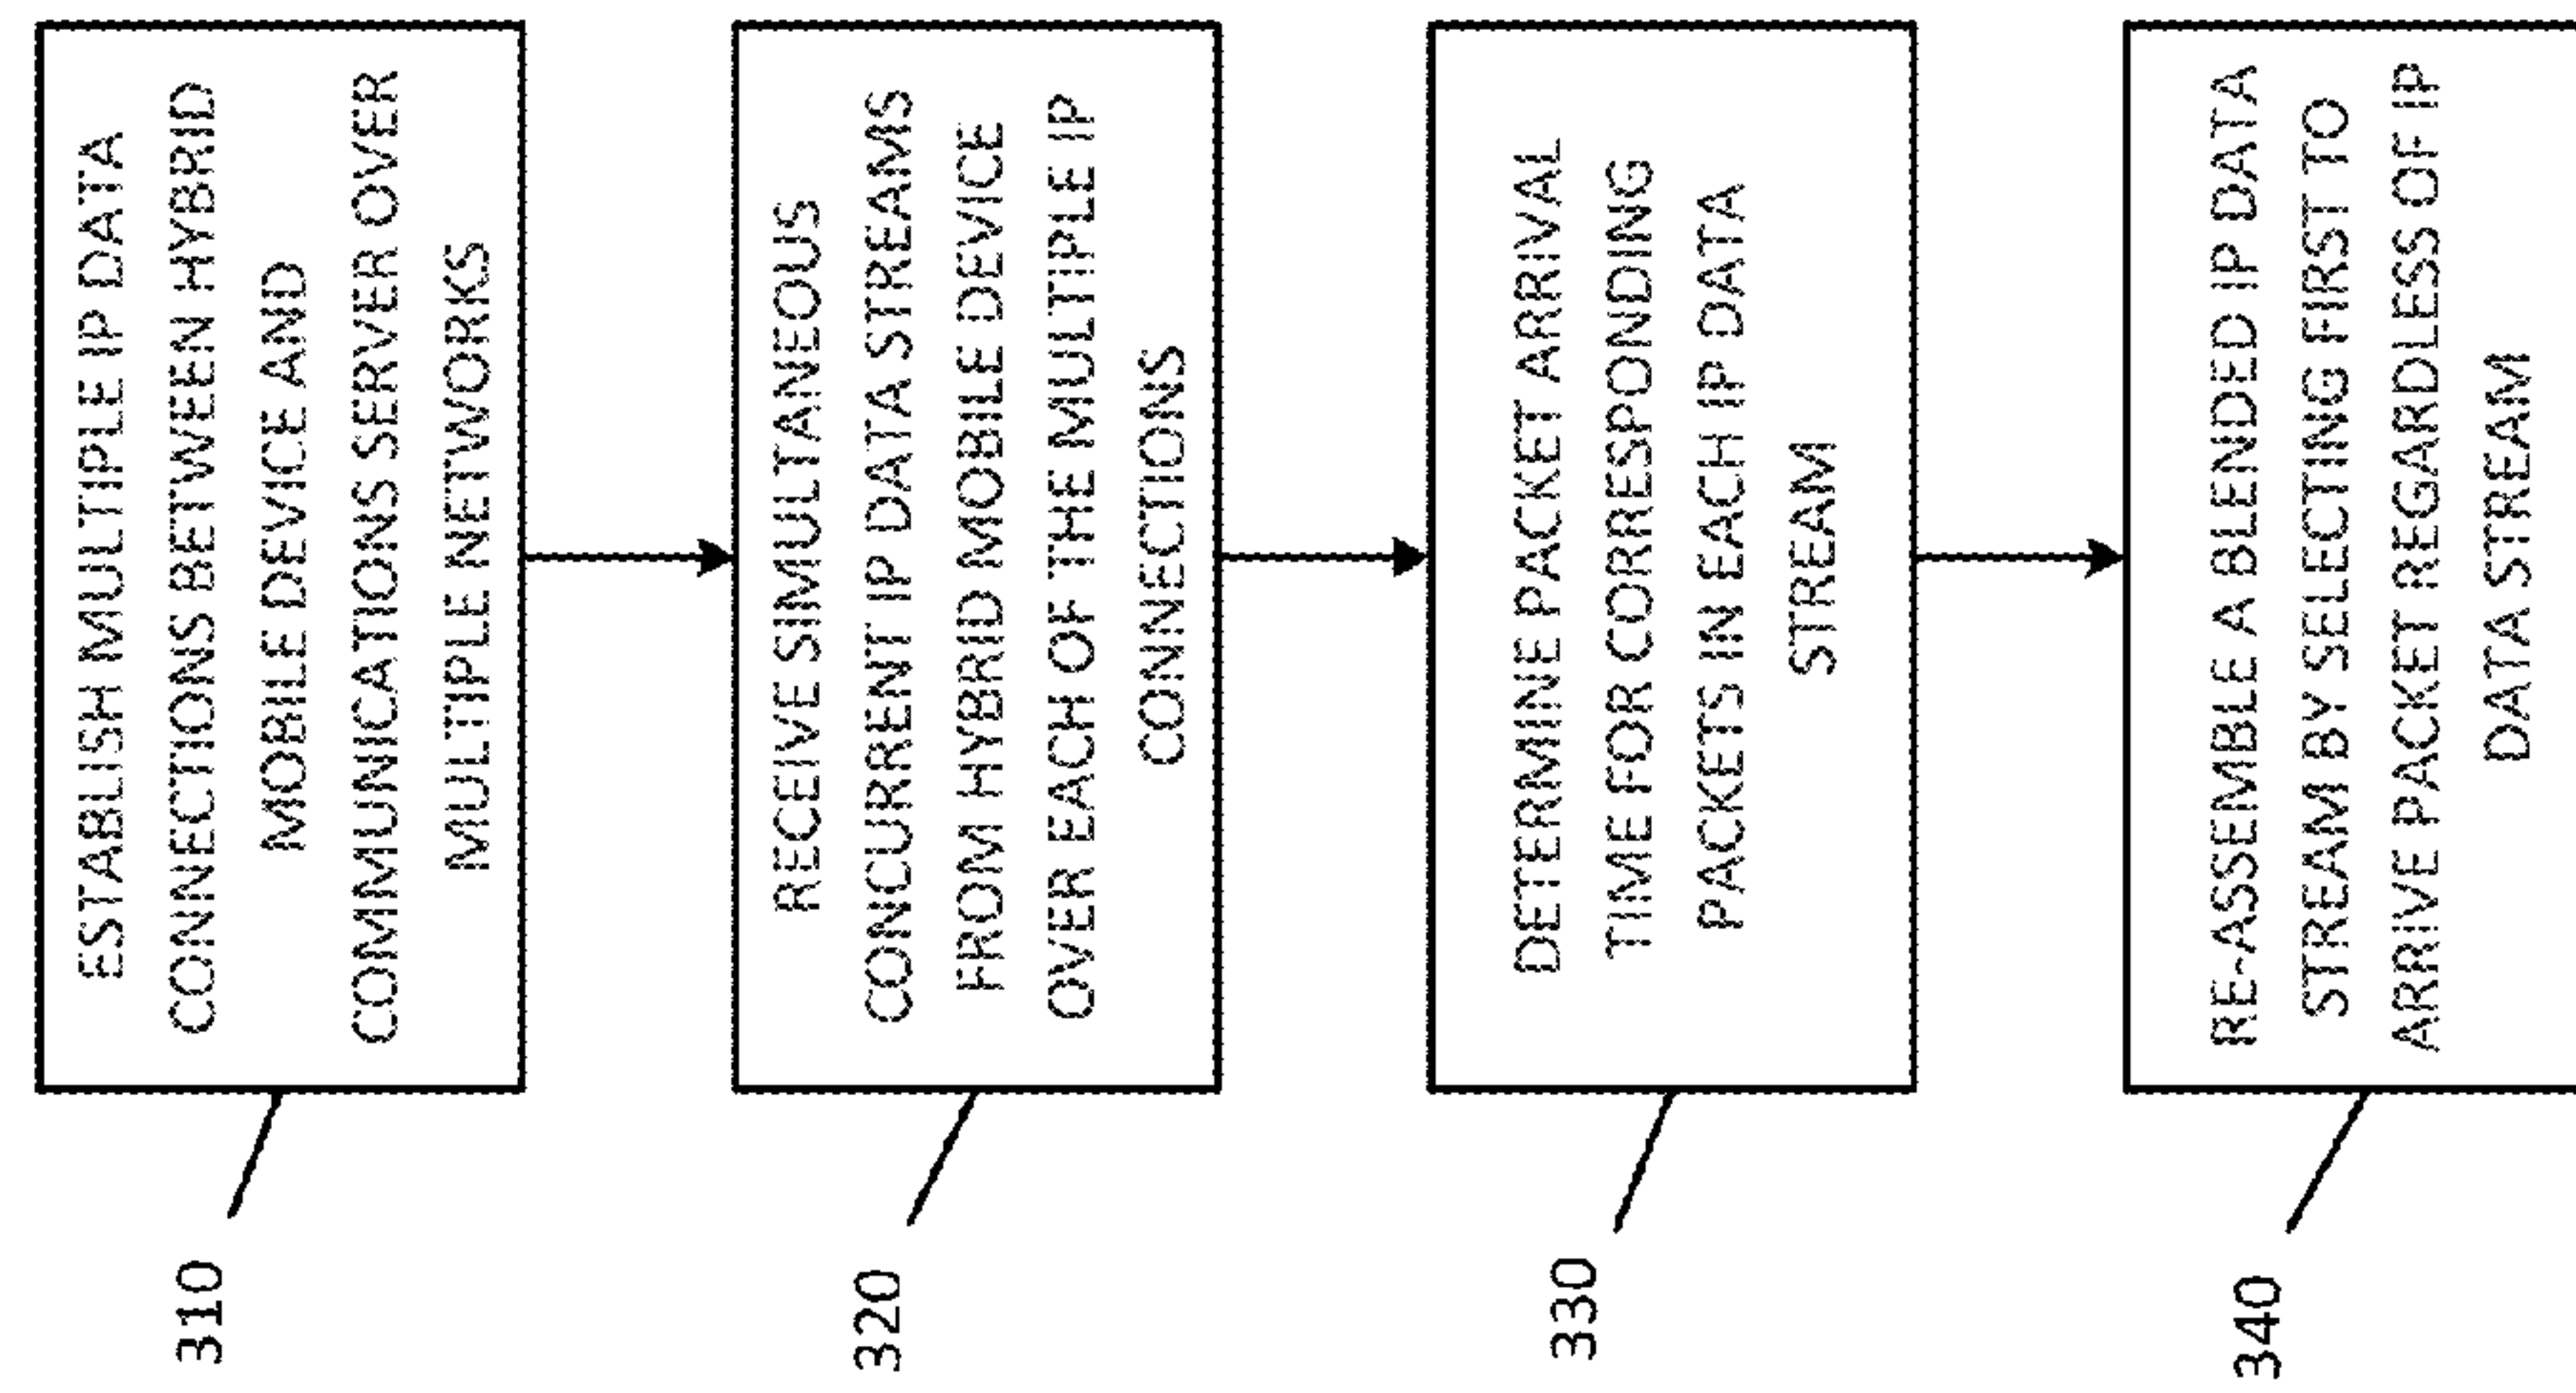 310
ESTABLISH MULTIPLE IP DATA
CONNECTIONS BETWEEN HYBRID
MOBILE DEVICE AND
COMMUNICATIONS SERVER OVER
MULTIPLE NETWORKS
320
RECEIVE SIMULTANEOUS
CONCURRENT IP DATA STREAMS
FROM HYBRID MOBILE DEVICE
OVER EACH OF THE MULTIPLE IP
CONNECTIONS
330
DETERMINE PACKET ARRIVAL
TIME FOR CORRESPONDING
PACKETS IN EACH IP DATA
STREAM
340
RE-ASSEMBLE A BLENDED IP DATA
STREAM BY SELECTING FIRST TO
ARRIVE PACKET REGARDLESS OF IP
DATA STREAM